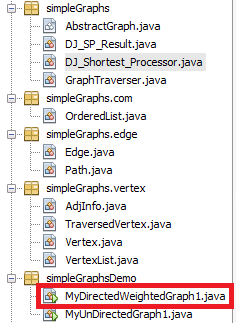 simpleGraphs
AbstractGraph.java
DJ_SP_Result.java
DJ_Shortest_Processor.java
GraphTraverser.java
simpleGraphs.com
OrderedList.java
simpleGraphs.edge
Edge.java
Path.java
simpleGraphs.vertex
AdjInfo.java
TraversedVertex.java
Vertex.java
VertexList.java
simpleGraphsDemo
MyDirectedWeightedGraph1.java
MyUnDirectedGraph1.java